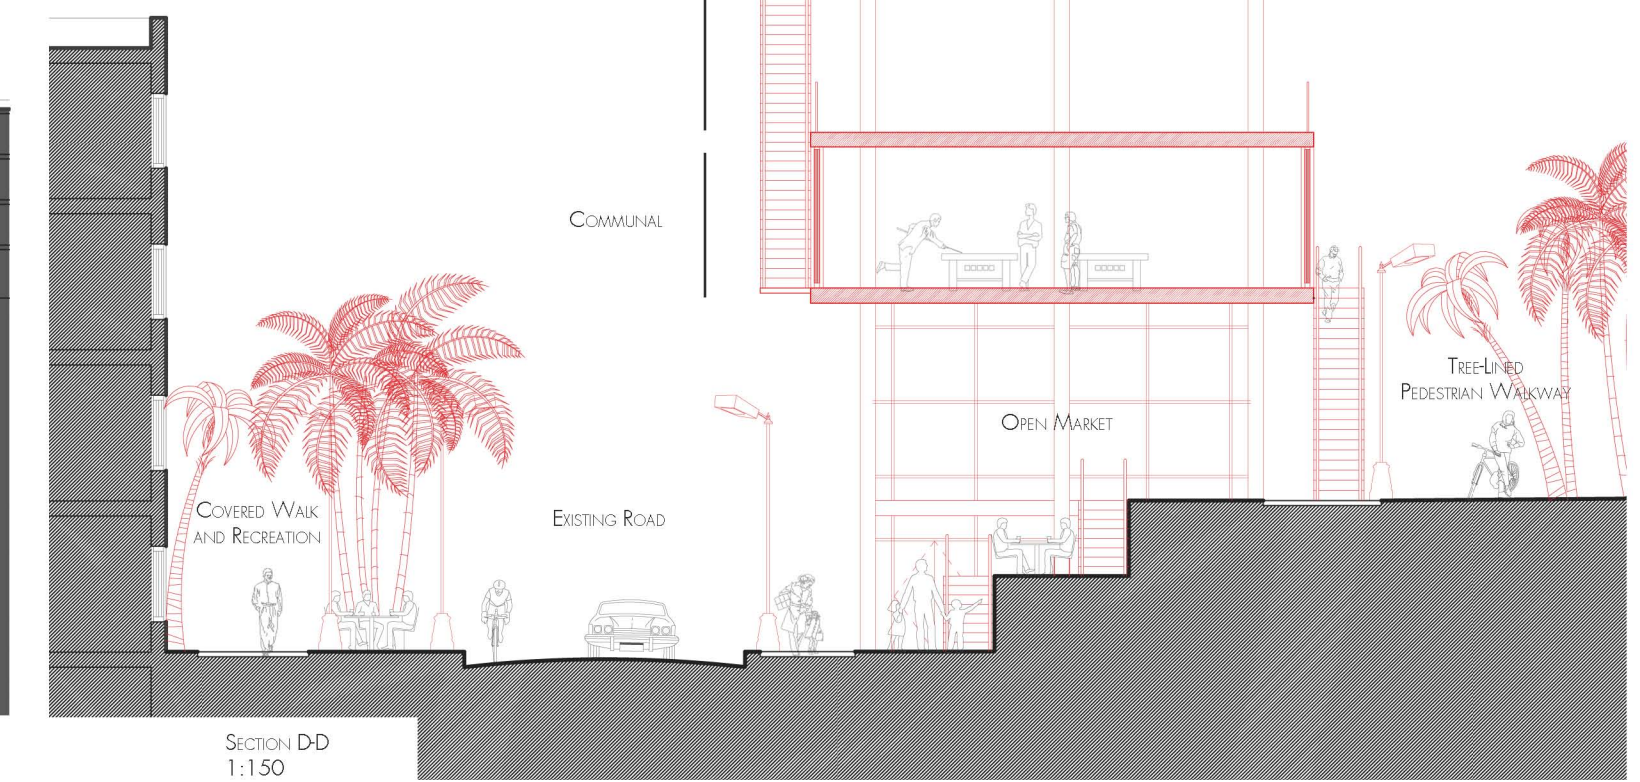 Communal
Tree-Lined
Pedestrian Walkway
Open Market
Covered Walk
and Recreation
Existing Road
Section D-D
1:150